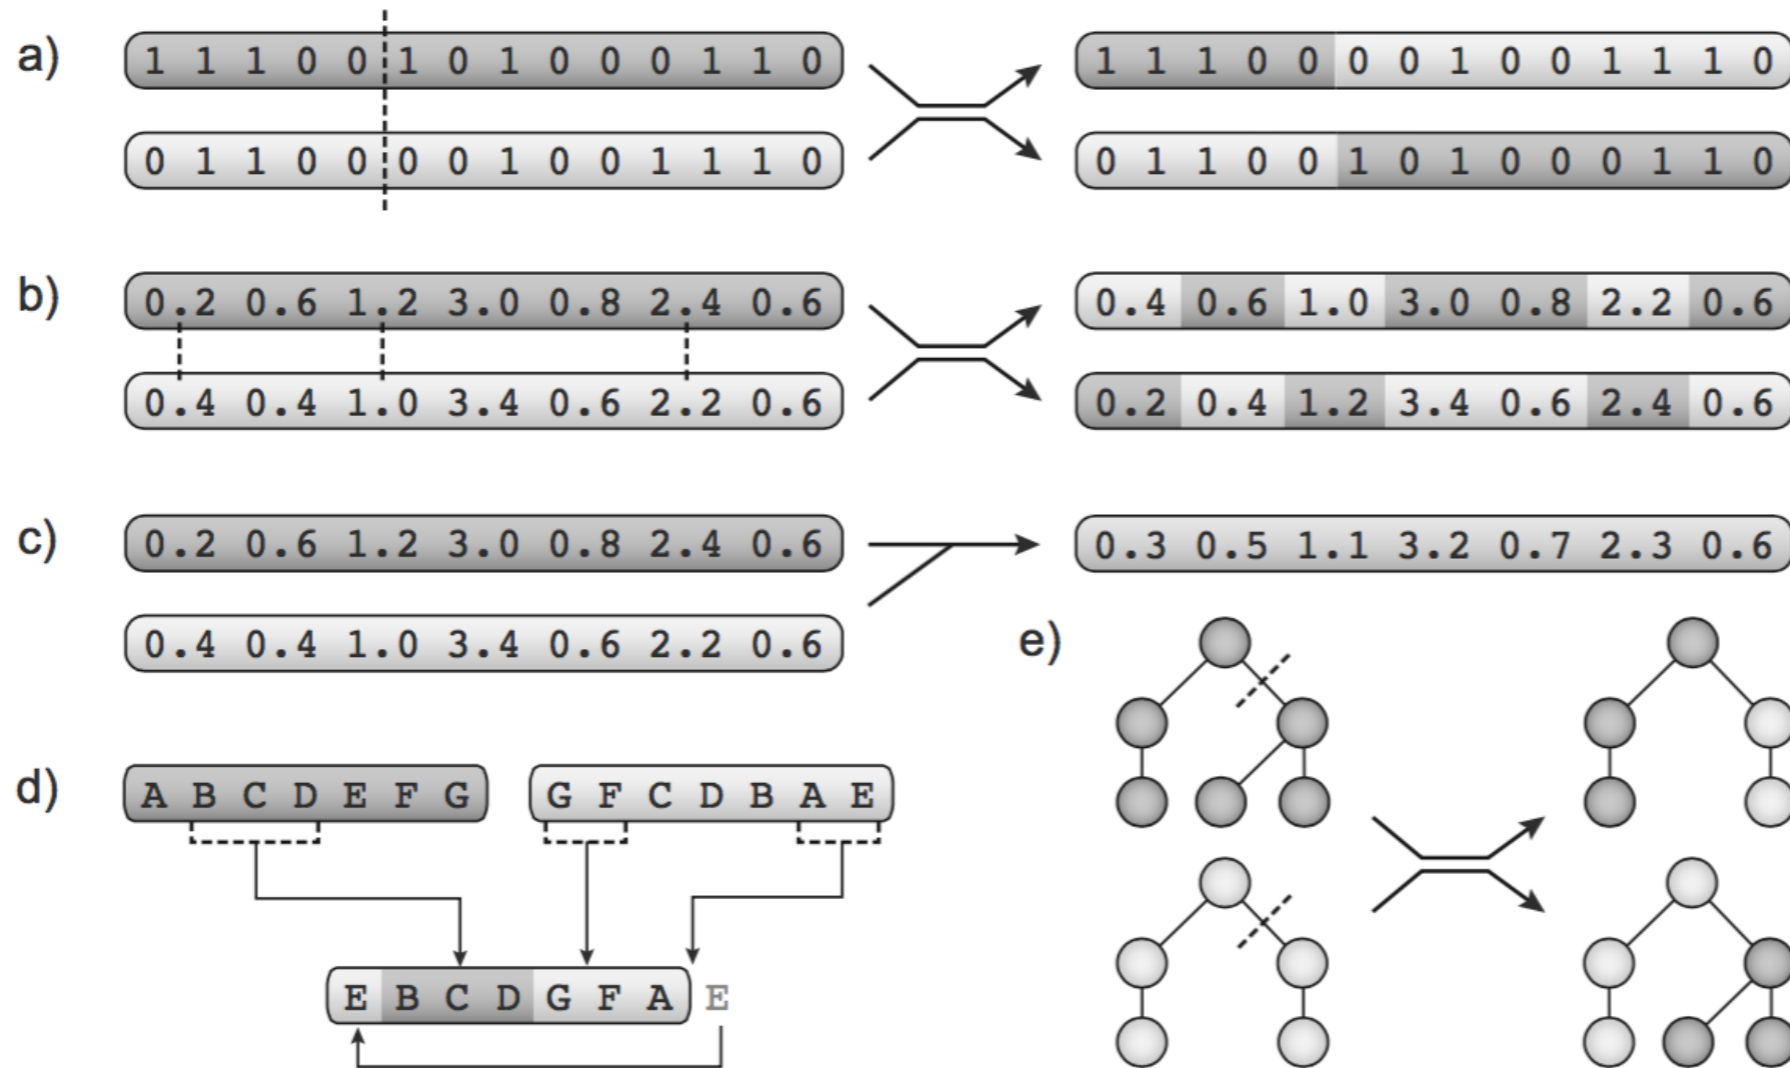 a) 1 1 1 0 0 1 0 1 0 0 0 1 1 0 1 1 1 0 0 0 0 1 0 0 1 1 1 0
0 1 1 0 0 0 0 1 0 0 1 1 1 0 0 1 1 0 0 1 0 1 0 0 0 1 1 0
b) 0.2 0.6 1.2 3.0 0.8 2.4 0.6 0.4 0.6 1.0 3.0 0.8 2.2 0.6
0.4 0.4 1.0 3.4 0.6 2.2 0.6 0.2 0.4 1.2 3.4 0.6 2.4 0.6
c) 0.2 0.6 1.2 3.0 0.8 2.4 0.6 0.3 0.5 1.1 3.2 0.7 2.3 0.6
0.4 0.4 1.0 3.4 0.6 2.2 0.6
e)
d) A B C D E F G G F C D B A E
E B C D G F A E